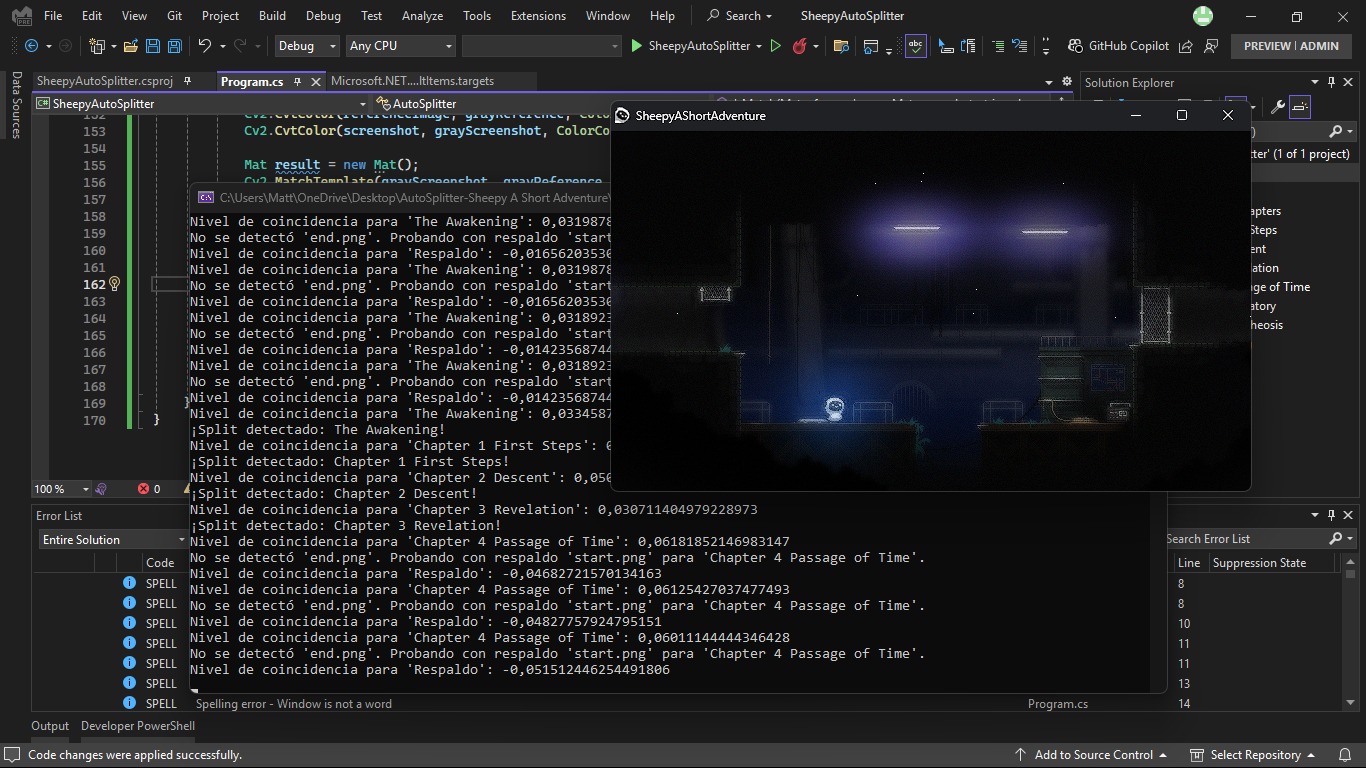 File Edit View Git Project Build Debug Test Analyze Tools Extensions Window Help Search SheepyAutoSplitter
Debug Any CPU SheepyAutoSplitter GitHub Copilot PREVIEW | ADMIN
Data Sources
SheepyAutoSplitter.csproj Program.cs Microsoft.NET....ltItems.targets
Solution Explorer
SheepyAutoSplitter AutoSplitter
SheepyAShortAdventure
153 Cv2.CvtColor(screenshot, grayScreenshot, ColorCo
154
155 Mat result = new Mat();
156 Cv2.MatchTemplate(grayScreenshot, grayReference
157
158
159
160
161
162
163
164
165
166
167
168
169 }
170 }
tter' (1 of 1 project)
apters
Steps
ent
ation
ge of Time
atory
heosis
C:\Users\Matt\OneDrive\Desktop\AutoSplitter-Sheepy A Short Adventure\
Nivel de coincidencia para 'The Awakening': 0,0319878
No se detectó 'end.png'. Probando con respaldo 'start
Nivel de coincidencia para 'Respaldo': -0,01656203530
Nivel de coincidencia para 'The Awakening': 0,0319878
No se detectó 'end.png'. Probando con respaldo 'start
Nivel de coincidencia para 'Respaldo': -0,01656203530
Nivel de coincidencia para 'The Awakening': 0,0318923
No se detectó 'end.png'. Probando con respaldo 'start
Nivel de coincidencia para 'Respaldo': -0,01423568744
Nivel de coincidencia para 'The Awakening': 0,0318923
No se detectó 'end.png'. Probando con respaldo 'start
Nivel de coincidencia para 'Respaldo': -0,01423568744
Nivel de coincidencia para 'The Awakening': 0,0334587
¡Split detectado: The Awakening!
Nivel de coincidencia para 'Chapter 1 First Steps': 0
¡Split detectado: Chapter 1 First Steps!
Nivel de coincidencia para 'Chapter 2 Descent': 0,050
¡Split detectado: Chapter 2 Descent!
Nivel de coincidencia para 'Chapter 3 Revelation': 0,030711404979228973
¡Split detectado: Chapter 3 Revelation!
Nivel de coincidencia para 'Chapter 4 Passage of Time': 0,06181852146983147
No se detectó 'end.png'. Probando con respaldo 'start.png' para 'Chapter 4 Passage of Time'.
Nivel de coincidencia para 'Respaldo': -0,04682721570134163
Nivel de coincidencia para 'Chapter 4 Passage of Time': 0,06125427037477493
No se detectó 'end.png'. Probando con respaldo 'start.png' para 'Chapter 4 Passage of Time'.
Nivel de coincidencia para 'Respaldo': -0,04827757924795151
Nivel de coincidencia para 'Chapter 4 Passage of Time': 0,06011144444346428
No se detectó 'end.png'. Probando con respaldo 'start.png' para 'Chapter 4 Passage of Time'.
Nivel de coincidencia para 'Respaldo': -0,051512446254491806
100 % 0
Error List
Entire Solution Search Error List
Code Line Suppression State
SPELL 8
SPELL 8
SPELL 10
SPELL 11
SPELL 11
SPELL 13
SPELL Spelling error - Window is not a word Program.cs 14
Output Developer PowerShell
Code changes were applied successfully. Add to Source Control Select Repository